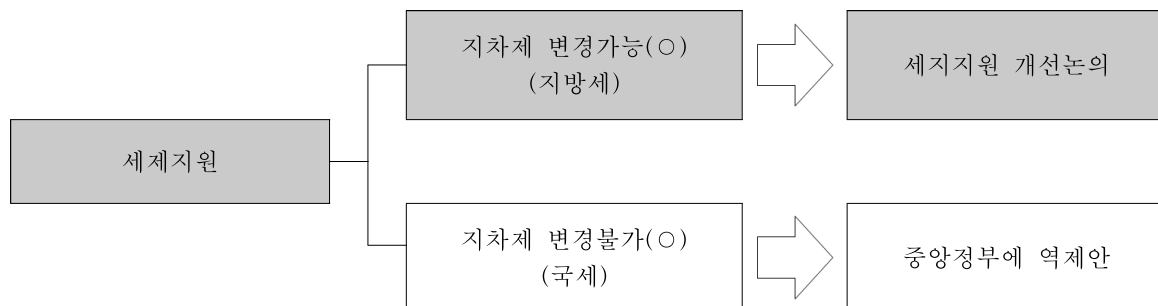 지차제 변경가능(○)
(지방세)
세지지원 개선논의
세제지원
지차제 변경불가(○)
(국세)
중앙정부에 역제안